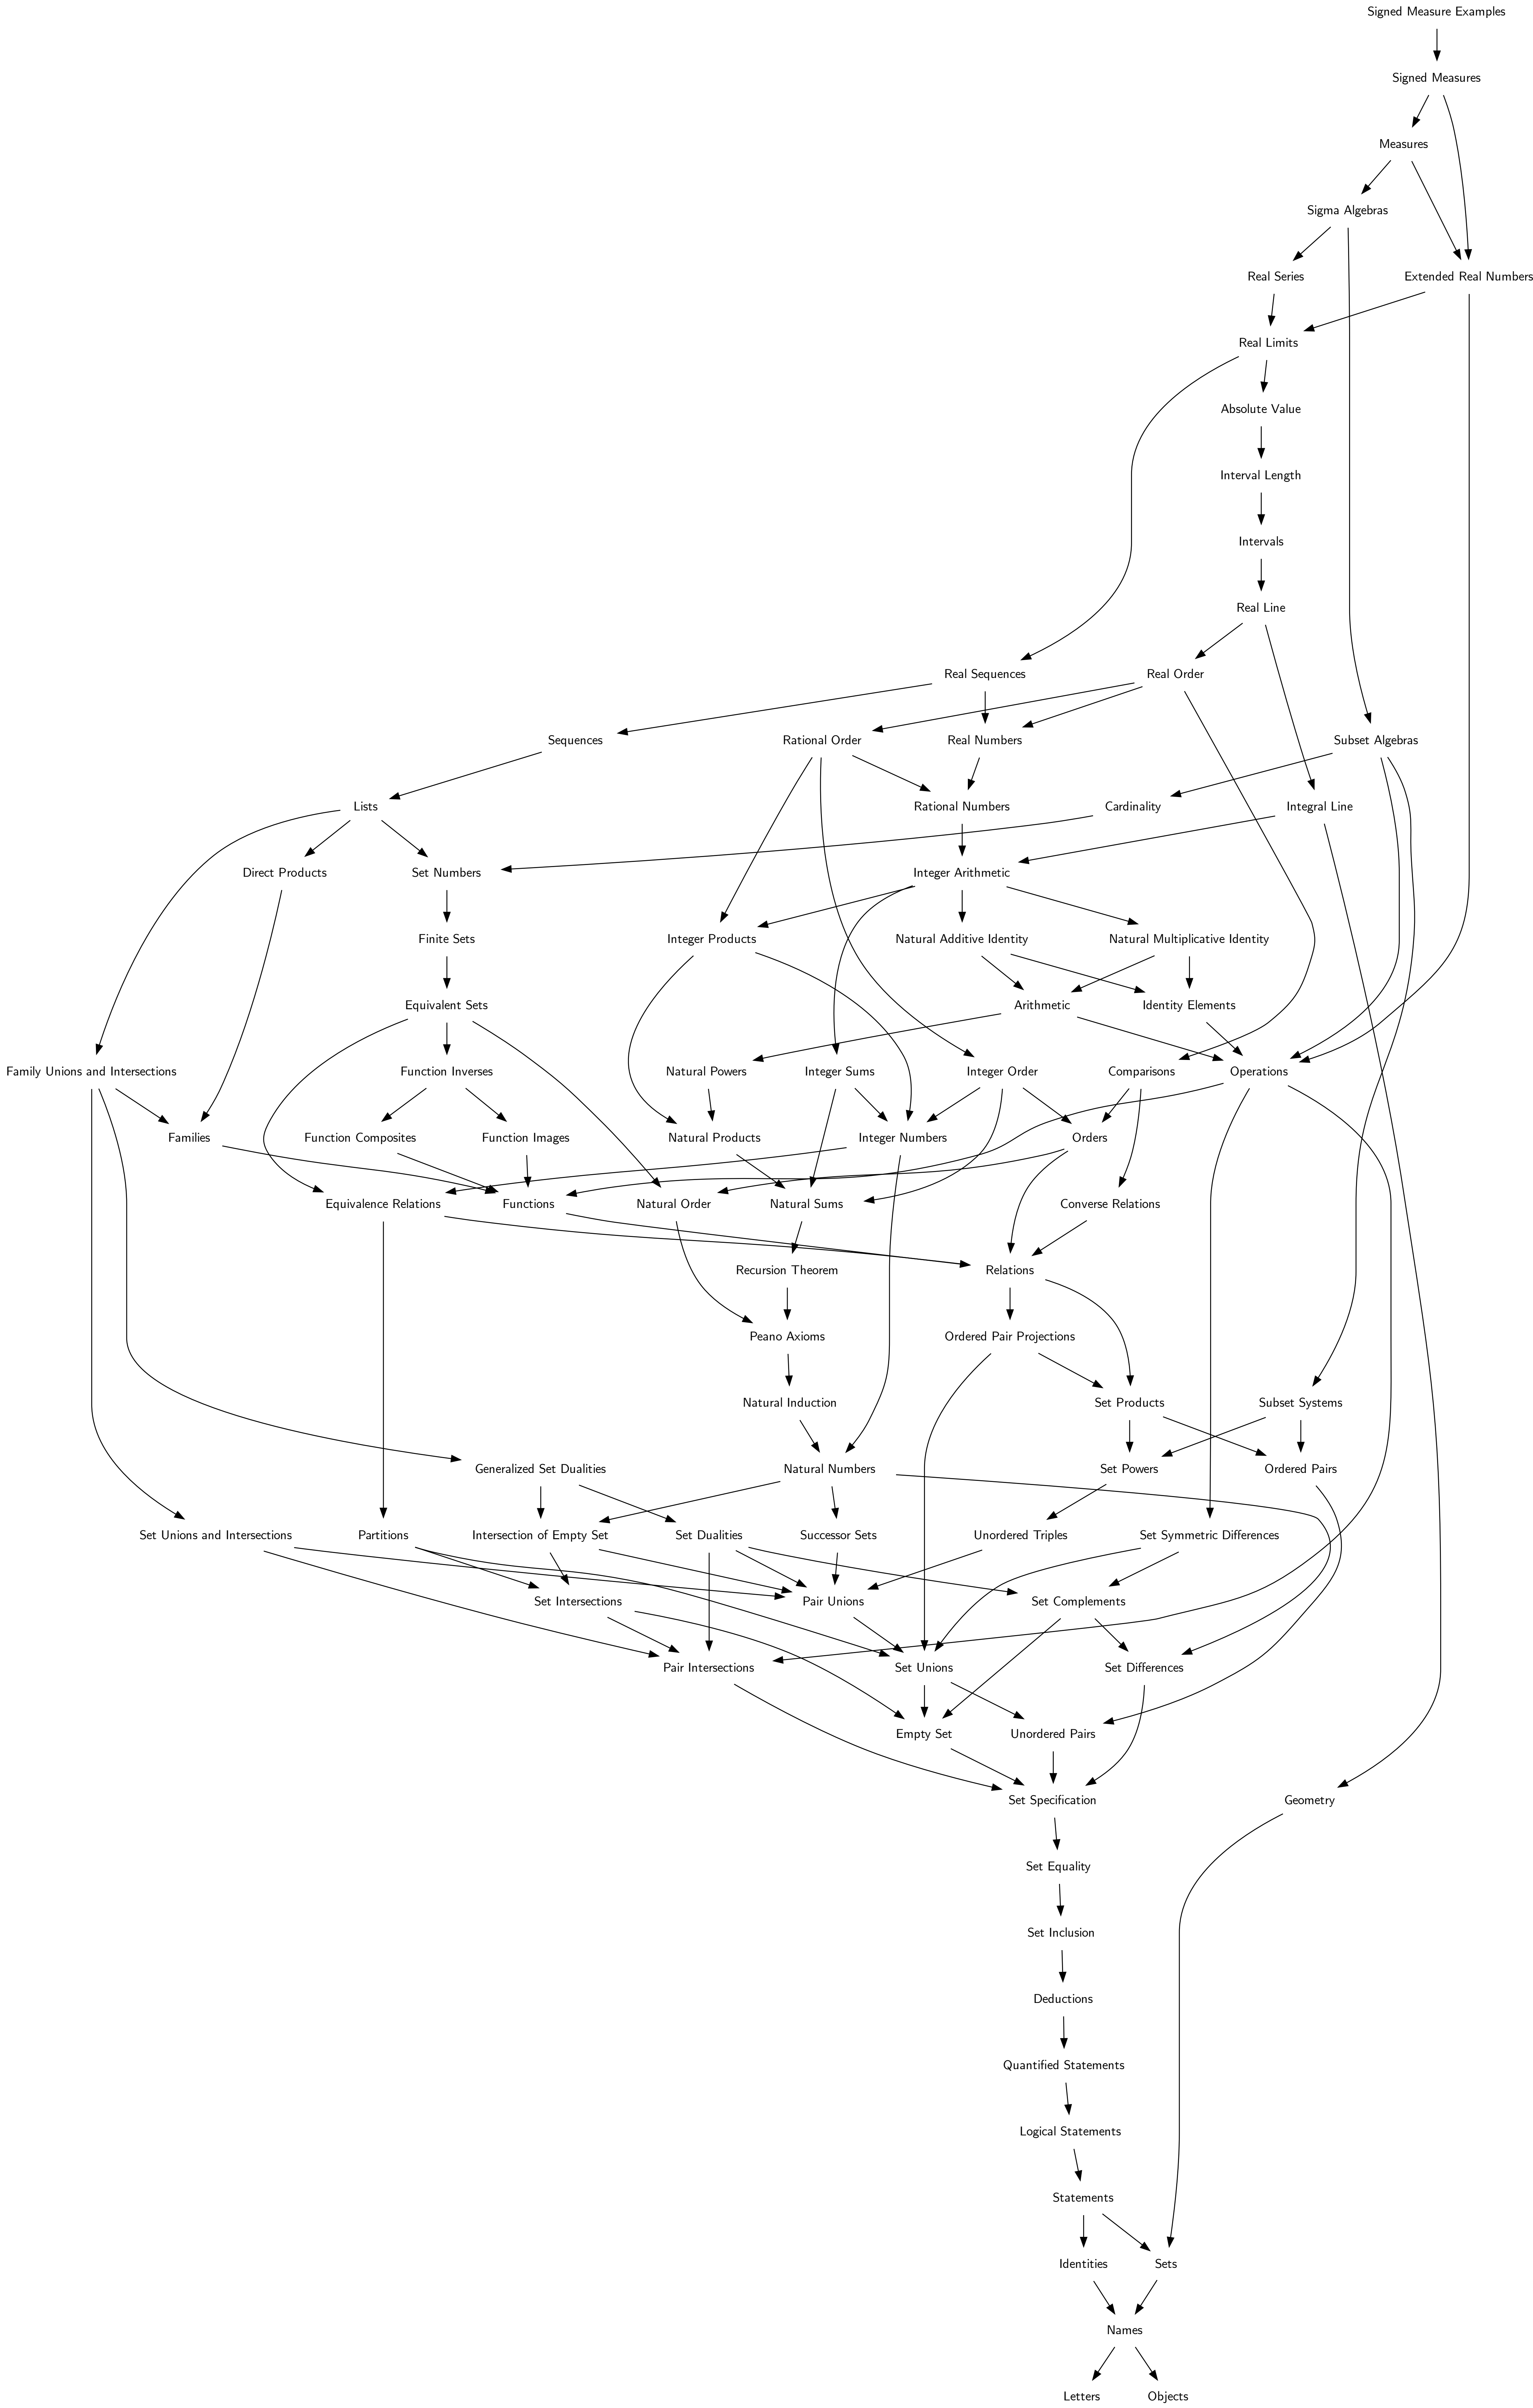 Signed Measure Examples
Signed Measures
Measures
Sigma Algebras
Real Series
Extended Real Numbers
Real Limits
Absolute Value
Interval Length
Intervals
Real Line
Real Sequences
Real Order
Sequences
Rational Order
Real Numbers
Subset Algebras
Lists
Rational Numbers
Cardinality
Integral Line
Direct Products
Set Numbers
Integer Arithmetic
Finite Sets
Integer Products
Natural Additive Identity
Natural Multiplicative Identity
Equivalent Sets
Arithmetic
Identity Elements
Family Unions and Intersections
Function Inverses
Natural Powers
Integer Sums
Integer Order
Comparisons
Operations
Families
Function Composites
Function Images
Natural Products
Integer Numbers
Orders
Equivalence Relations
Functions
Natural Order
Natural Sums
Converse Relations
Recursion Theorem
Relations
Peano Axioms
Ordered Pair Projections
Natural Induction
Set Products
Subset Systems
Generalized Set Dualities
Natural Numbers
Set Powers
Ordered Pairs
Set Unions and Intersections
Partitions
Intersection of Empty Set
Set Dualities
Successor Sets
Unordered Triples
Set Symmetric Differences
Set Intersections
Pair Unions
Set Complements
Pair Intersections
Set Unions
Set Differences
Empty Set
Unordered Pairs
Set Specification
Geometry
Set Equality
Set Inclusion
Deductions
Quantified Statements
Logical Statements
Statements
Identities
Sets
Names
Letters
Objects